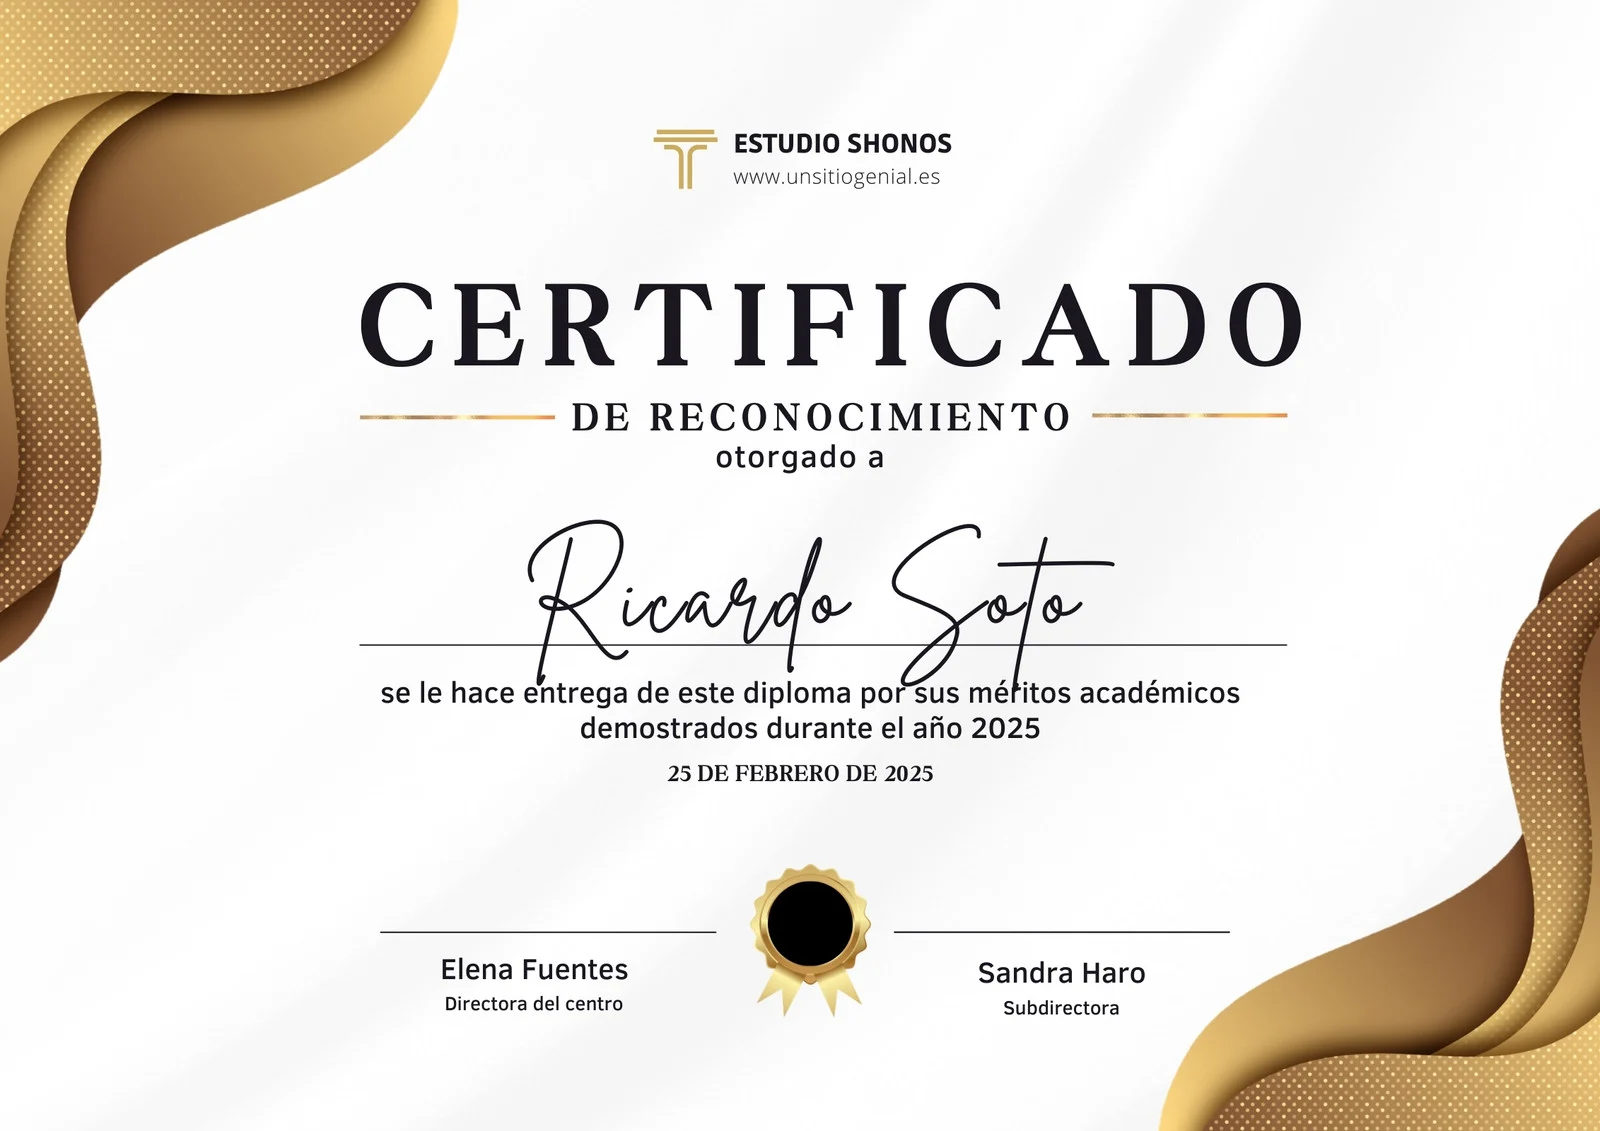 ESTUDIO SHONOS
www.unsitiogenial.es
CERTIFICADO
DE RECONOCIMIENTO
otorgado a
Ricardo Soto
se le hace entrega de este diploma por sus méritos académicos
demostrados durante el año 2025
25 DE FEBRERO DE 2025
Elena Fuentes
Directora del centro
Sandra Haro
Subdirectora